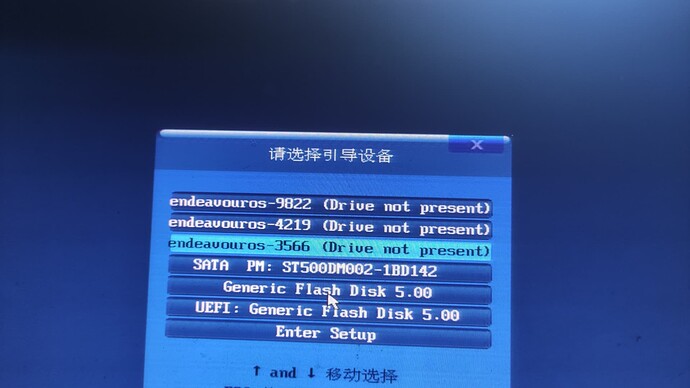 X
请选择引导设备
endeavouros-9822 (Drive not present)
endeavouros-4219 (Drive not present)
endeavouros-3566 (Drive not present)
SATA PM: ST500DM002-1BD142
Generic Flash Disk 5.00
UEFI: Generic Flash Disk 5.00
Enter Setup
↑ and ↓ 移动选择